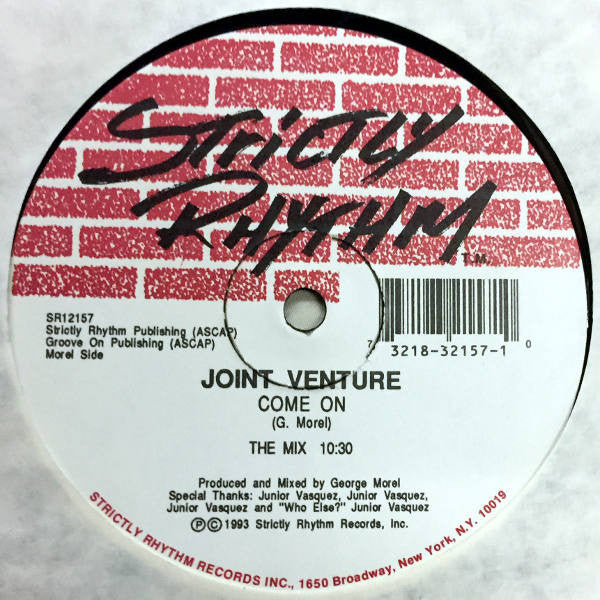 STRICTLY
RHYTHM
T.M.
SR12157
Strictly Rhythm Publishing (ASCAP)
Groove On Publishing (ASCAP)
Morel Side
7 3218-32157-1 0
JOINT VENTURE
COME ON
(G. Morel)
THE MIX 10:30
Produced and Mixed by George Morel
Special Thanks: Junior Vasquez, Junior Vasquez,
Junior Vasquez and "Who Else?" Junior Vasquez
℗©1993 Strictly Rhythm Records, Inc.
STRICTLY RHYTHM RECORDS INC., 1650 Broadway, New York, N.Y. 10019